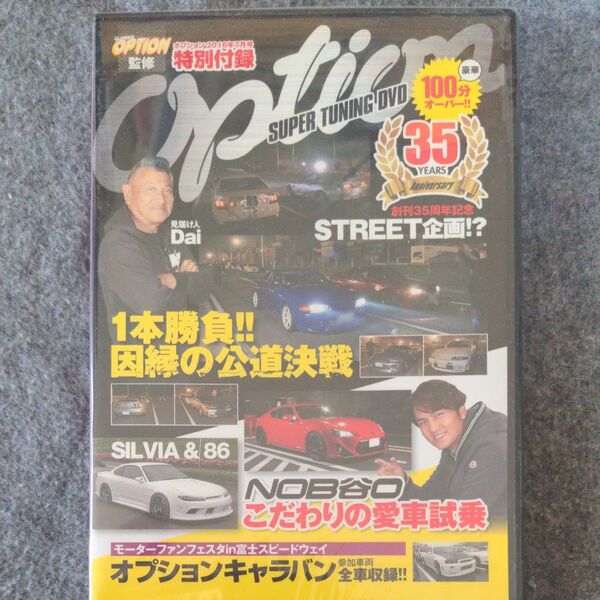 OPTION
監修
オプション2016年7月号
特別付録
option
SUPER TUNING DVD
豪華
100分
オーバー!!
35
YEARS
Anniversary
創刊35周年記念
STREET企画!?
見届け人
Dai
1本勝負!!
因縁の公道決戦
SILVIA & 86
NOB谷口
こだわりの愛車試乗
モーターファンフェスタin富士スピードウェイ
オプションキャラバン 参加車両
全車収録!!